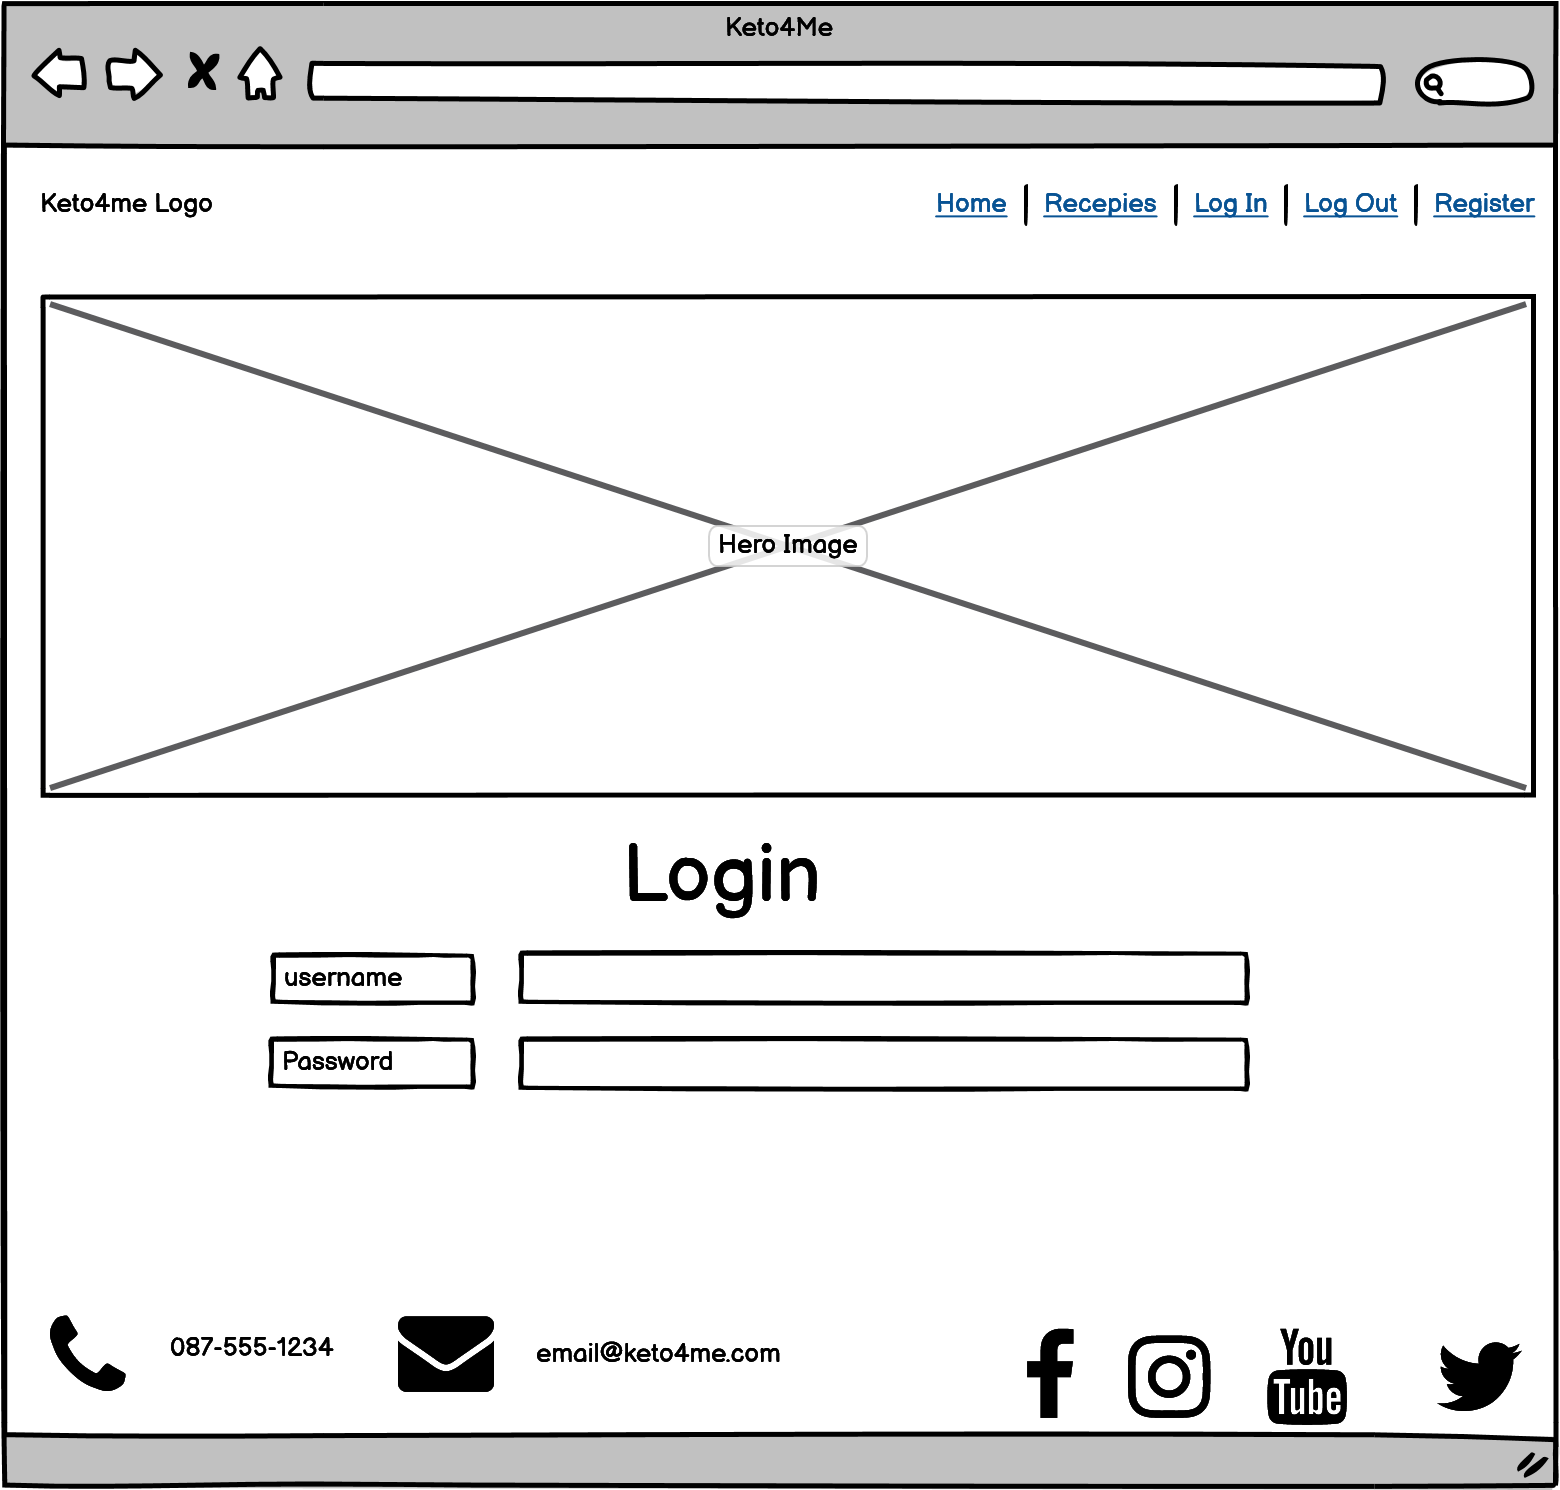 Keto4Me
Keto4me Logo
Home | Recepies | Log In | Log Out | Register
Hero Image
Login
username
Password
087-555-1234
email@keto4me.com
You
Tube